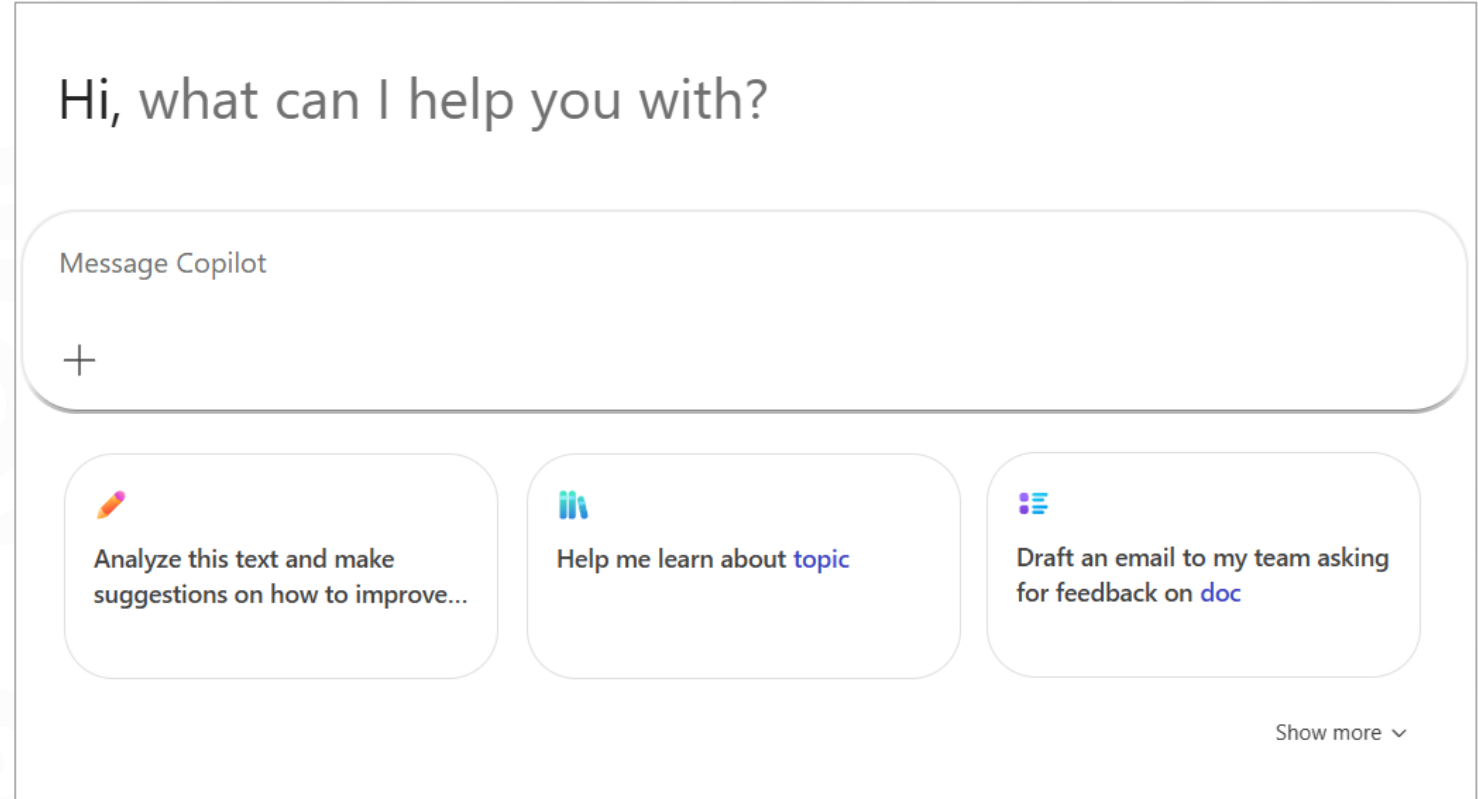 Hi, what can I help you with?
Message Copilot
Analyze this text and make
suggestions on how to improve...
Help me learn about topic
Draft an email to my team asking
for feedback on doc
Show more